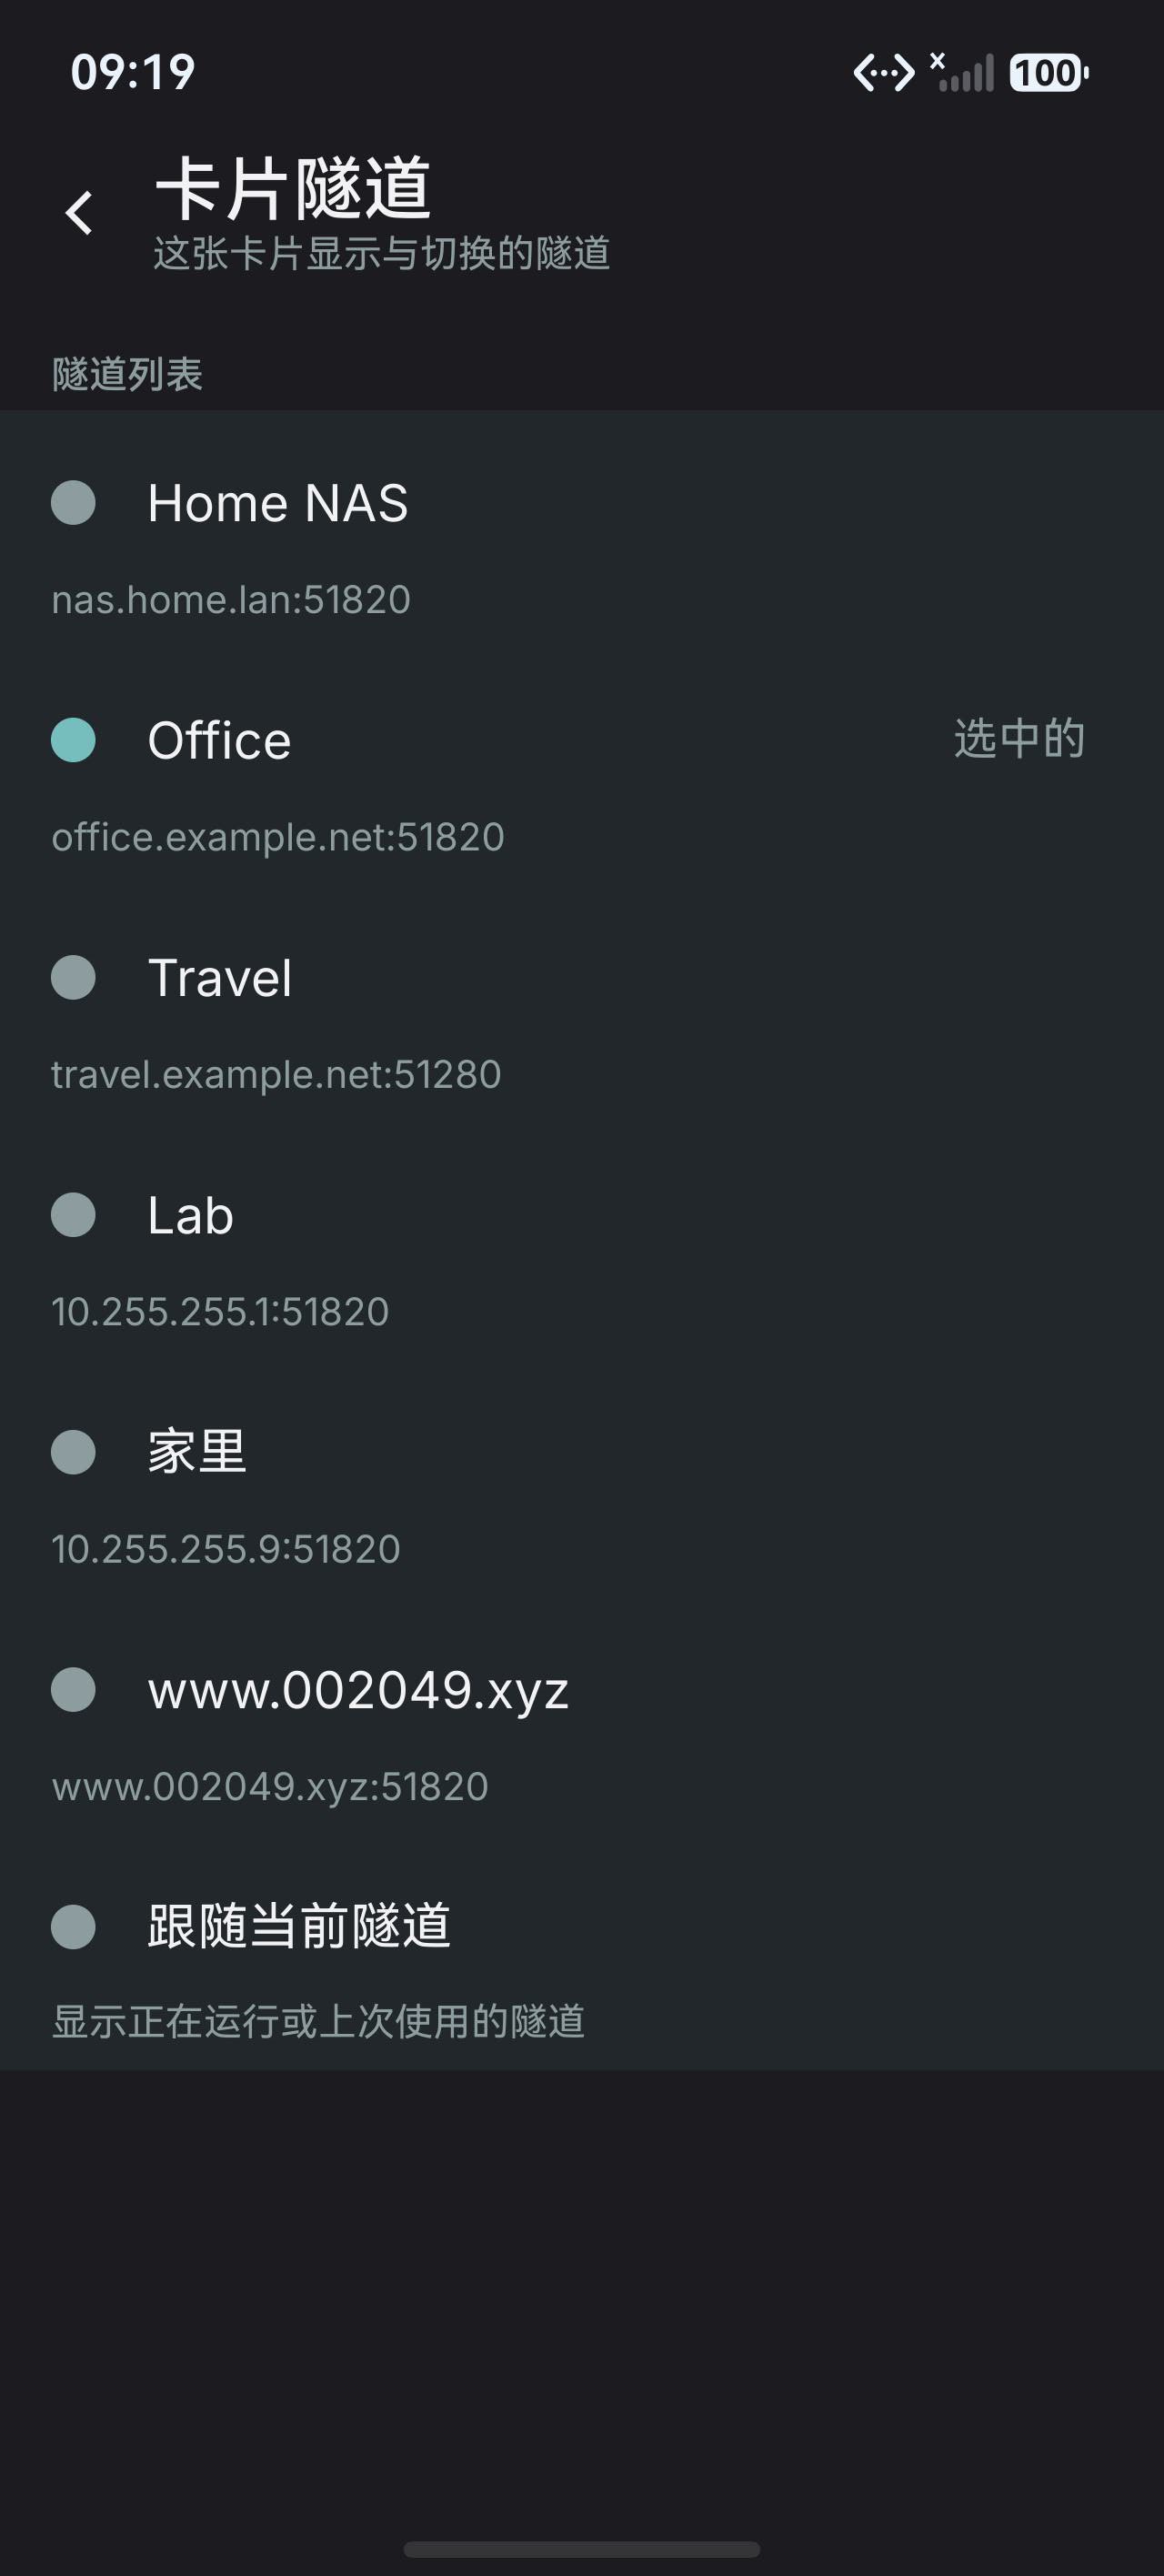 09:19
100
卡片隧道
这张卡片显示与切换的隧道
隧道列表
Home NAS
nas.home.lan:51820
Office
选中的
office.example.net:51820
Travel
travel.example.net:51280
Lab
10.255.255.1:51820
家里
10.255.255.9:51820
www.002049.xyz
www.002049.xyz:51820
跟随当前隧道
显示正在运行或上次使用的隧道